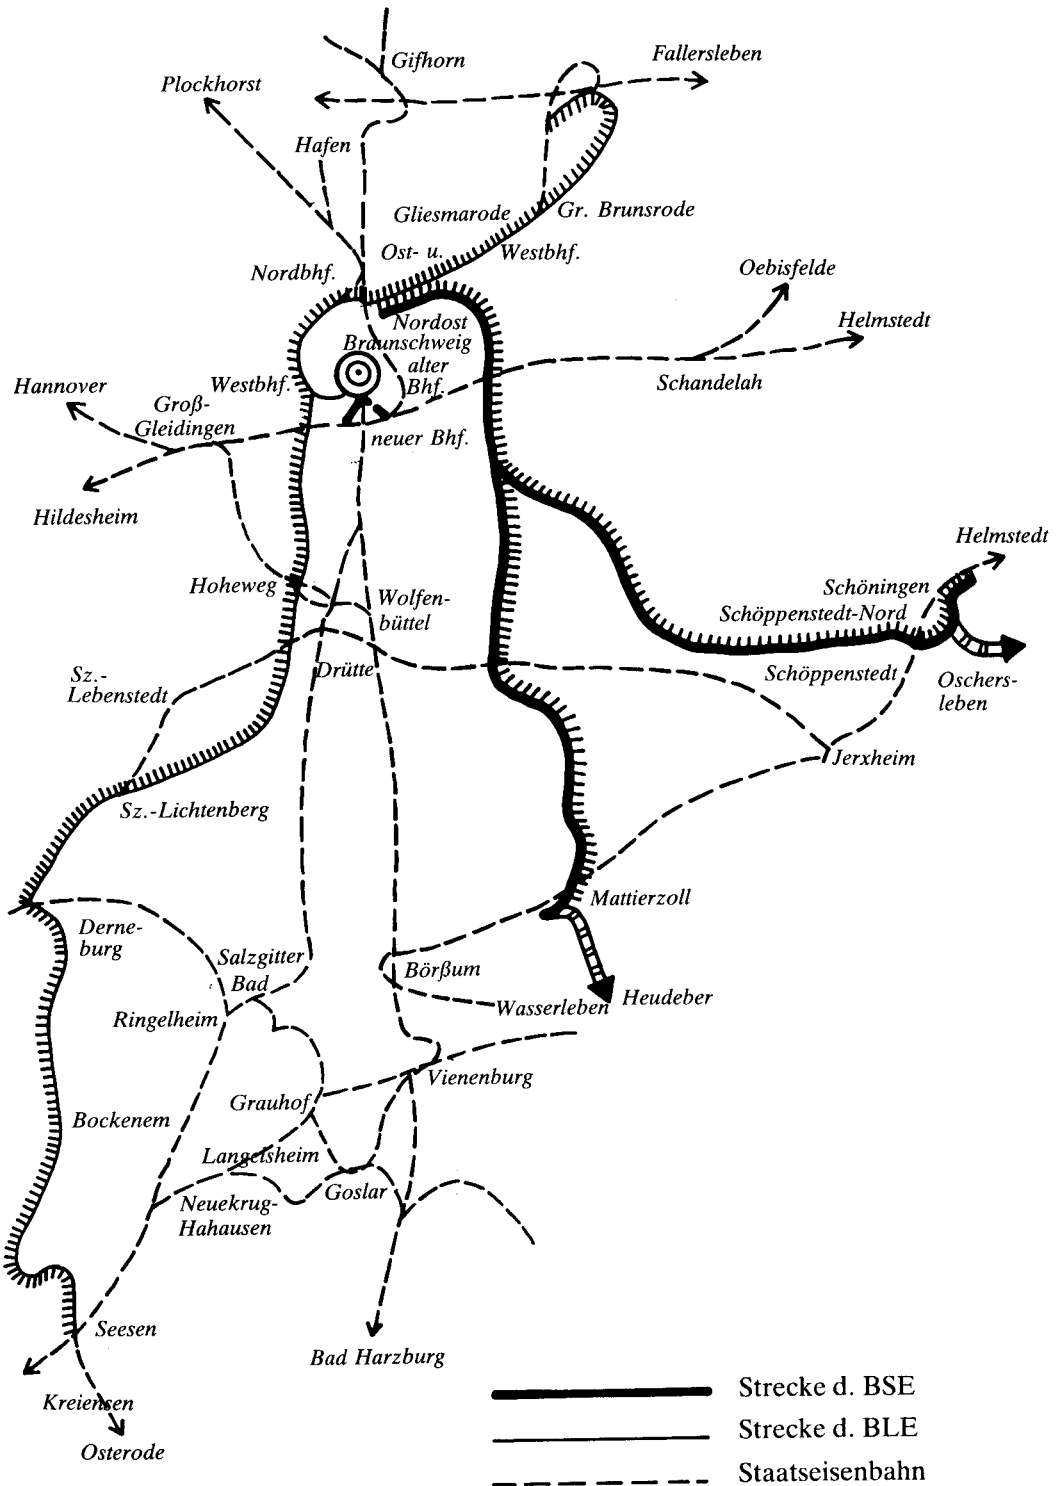 Gifhorn
Fallersleben
Plockhorst
Hafen
Gliesmarode
Gr. Brunsrode
Ost- u.
Westbhf.
Nordbhf.
Oebisfelde
Nordost
Helmstedt
Braunschweig
alter
Bhf.
Schandelah
Hannover
Westbhf.
Groß-
Gleidingen
neuer Bhf.
Hildesheim
Helmstedt
Hoheweg
Wolfen-
büttel
Schöningen
Schöppenstedt-Nord
Sz.-
Lebenstedt
Drütte
Schöppenstedt
Oschers-
leben
Jerxheim
Sz.-Lichtenberg
Mattierzoll
Derne-
burg
Salzgitter
Bad
Börßum
Wasserleben
Heudeber
Ringelheim
Vienenburg
Grauhof
Bockenem
Langelsheim
Goslar
Neuekrug-
Hahausen
Seesen
Bad Harzburg
Kreiensen
Osterode
Strecke d. BSE
Strecke d. BLE
Staatseisenbahn